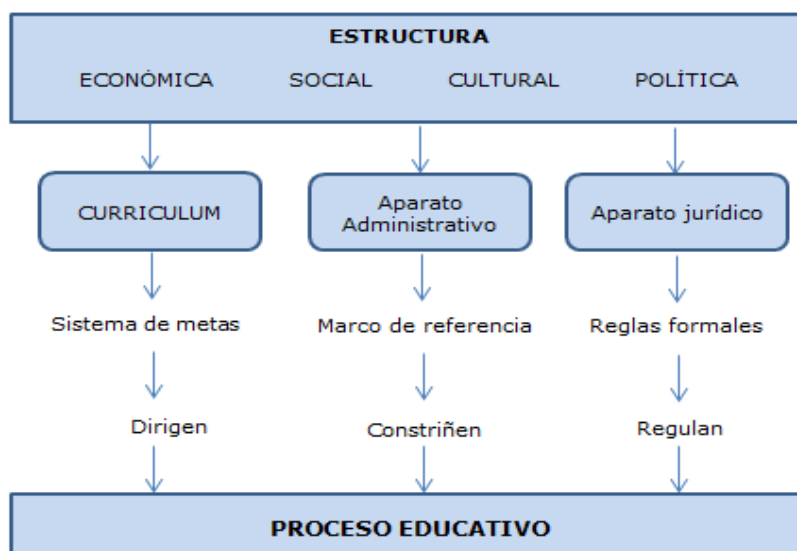 ESTRUCTURA
ECONÓMICA SOCIAL CULTURAL POLÍTICA
CURRICULUM
Aparato
Administrativo
Aparato jurídico
Sistema de metas
Marco de referencia
Reglas formales
Dirigen
Constriñen
Regulan
PROCESO EDUCATIVO